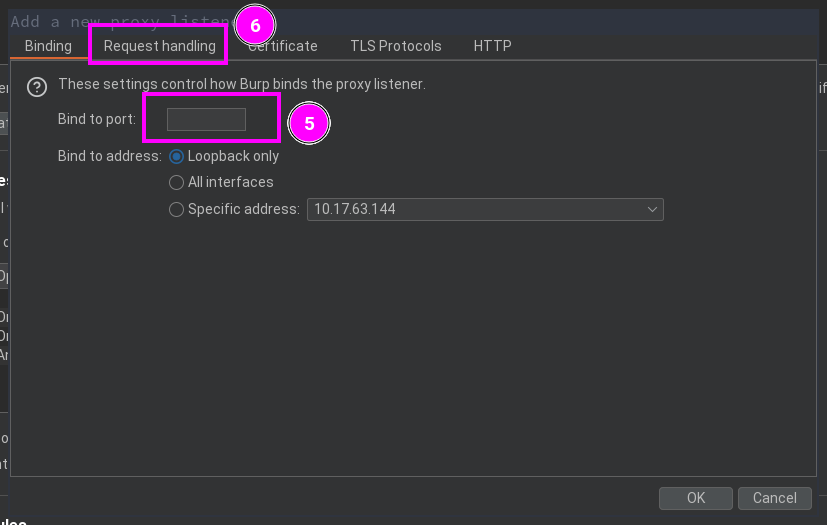 Add a new proxy listene
6
Binding Request handling Certificate TLS Protocols HTTP
These settings control how Burp binds the proxy listener.
Bind to port:
5
Bind to address: Loopback only
All interfaces
Specific address: 10.17.63.144
OK Cancel